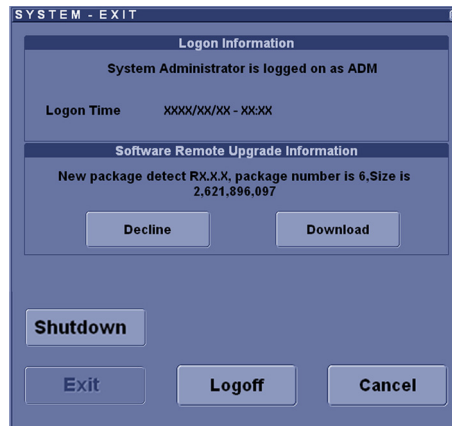 SYSTEM - EXIT
Logon Information
System Administrator is logged on as ADM
Logon Time XXXX/XX/XX - XX:XX
Software Remote Upgrade Information
New package detect RX.X.X, package number is 6,Size is
2,621,896,097
Decline Download
Shutdown
Exit Logoff Cancel